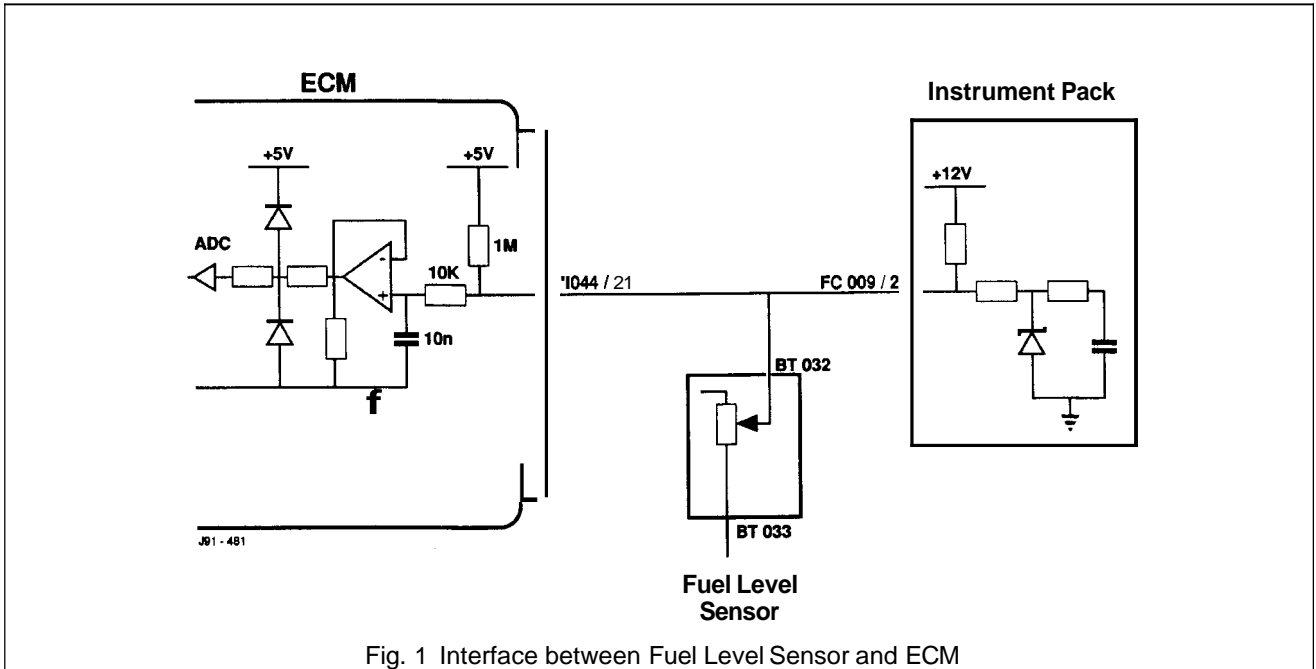 ECM
Instrument Pack
+5V
+5V
+12V
ADC
1M
10K
'I044 / 21
FC 009 / 2
10n
BT 032
f
BT 033
J91 - 481
Fuel Level
Sensor
Fig. 1 Interface between Fuel Level Sensor and ECM